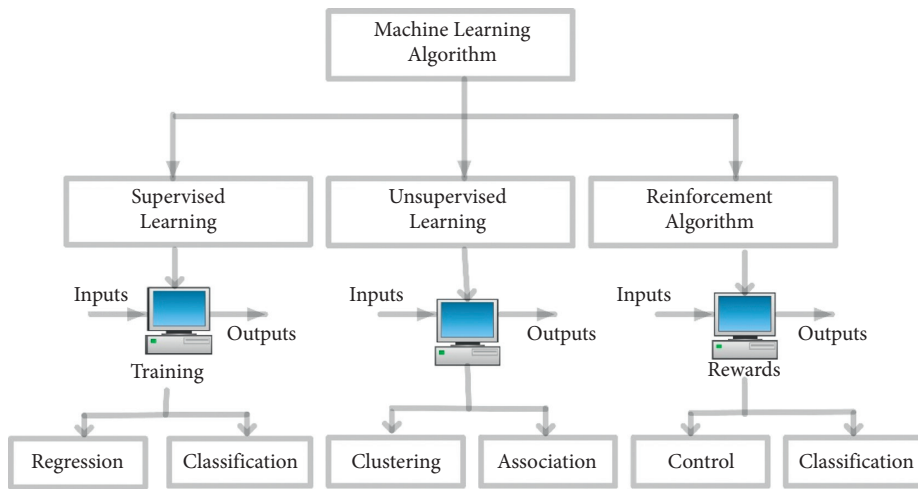 Machine Learning
Algorithm
Supervised
Learning
Unsupervised
Learning
Reinforcement
Algorithm
Inputs
Outputs
Training
Inputs
Outputs
Inputs
Outputs
Rewards
Regression
Classification
Clustering
Association
Control
Classification